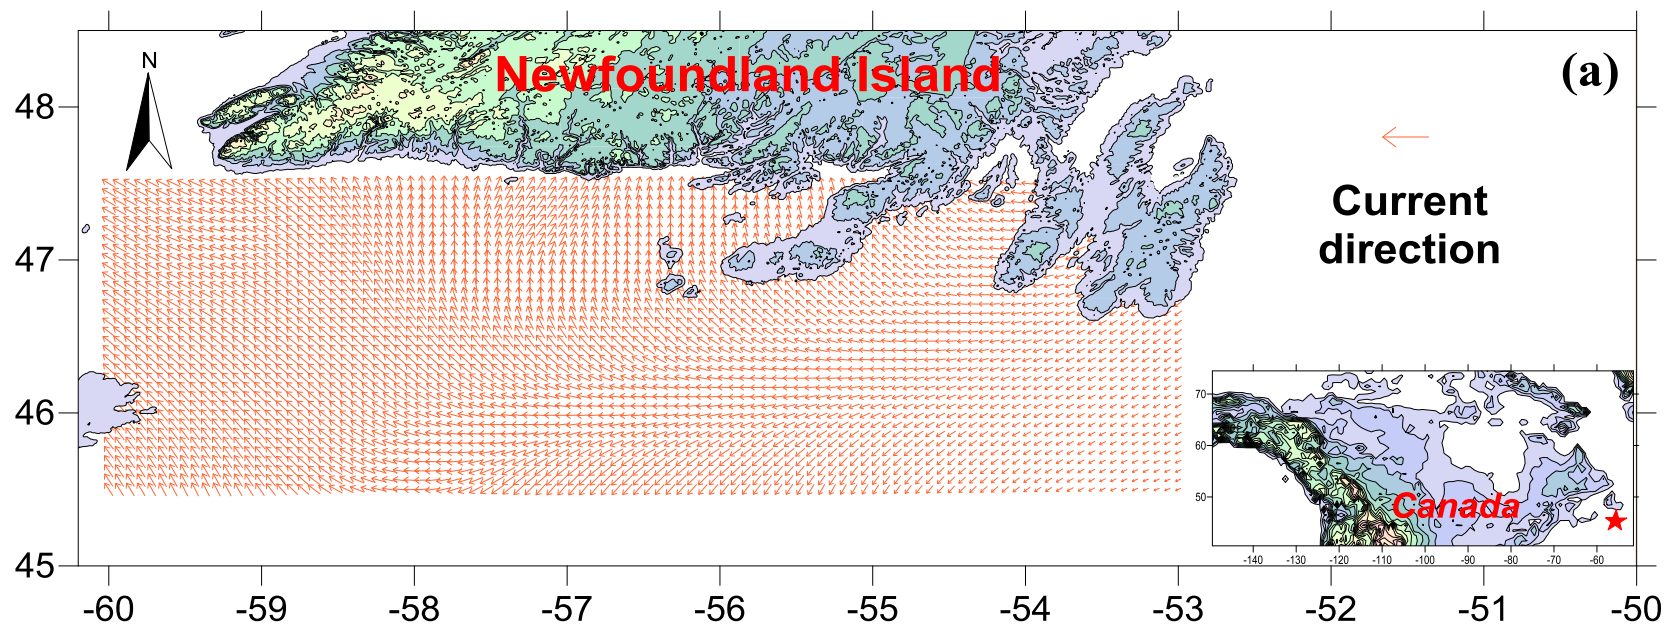 Newfoundland Island
(a)
N
48
47
46
45
Current
direction
70
60
50
Canada
-140 -130 -120 -110 -100 -90 -80 -70 -60
-60 -59 -58 -57 -56 -55 -54 -53 -52 -51 -50